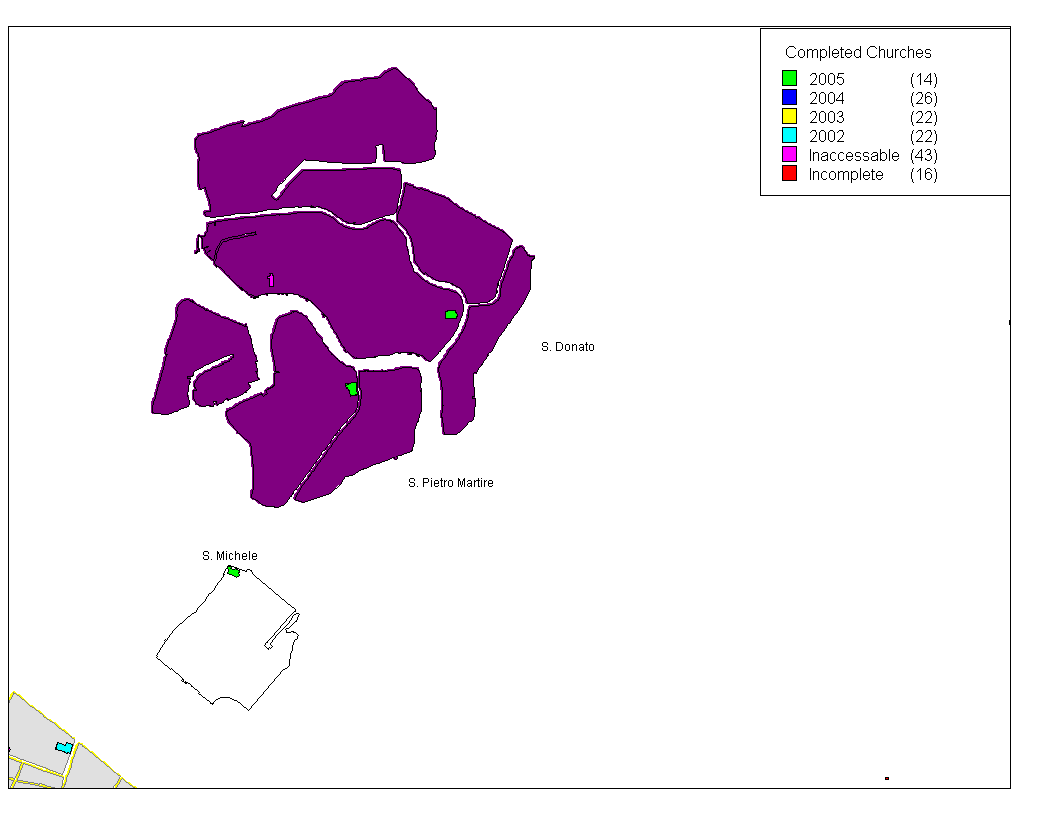 Completed Churches
2005 (14)
2004 (26)
2003 (22)
2002 (22)
Inaccessable (43)
Incomplete (16)
S. Donato
S. Pietro Martire
S. Michele